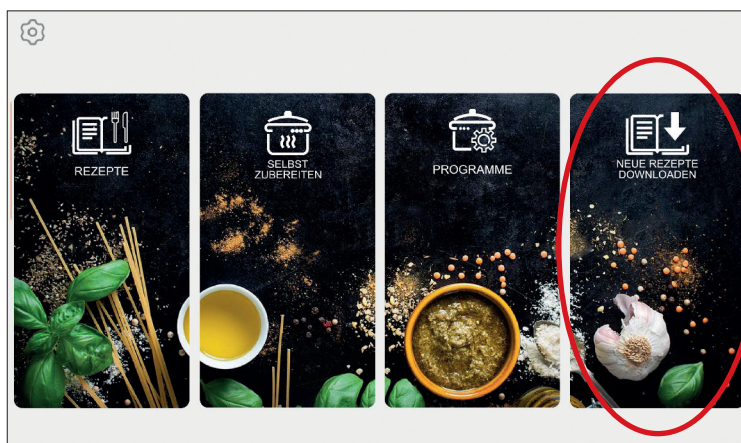 REZEPTE
SELBST
ZUBEREITEN
PROGRAMME
NEUE REZEPTE
DOWNLOADEN